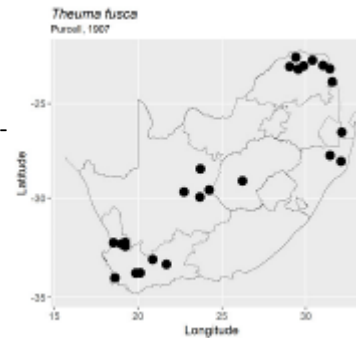 Theuma fusca
Purcell, 1907
-25
-30
-35
Latitude
15 20 25 30
Longitude